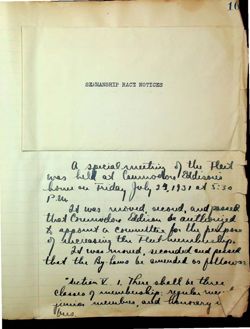 10
SEAMANSHIP RACE NOTICES
A special meeting of the Fleet
was held at Commodore Eddison's
home on Friday July 24, 1931 at 5:30
P.M.
It was moved, second, and passed
that Commodore Eddison be authorized
to appoint a committee for the purpose
of increasing the Fleet membership.
It was moved, seconded and passed
that the By-laws be amended as follows:
"Section V. 1. There shall be three
classes of membership, regular
junior members, and honorary